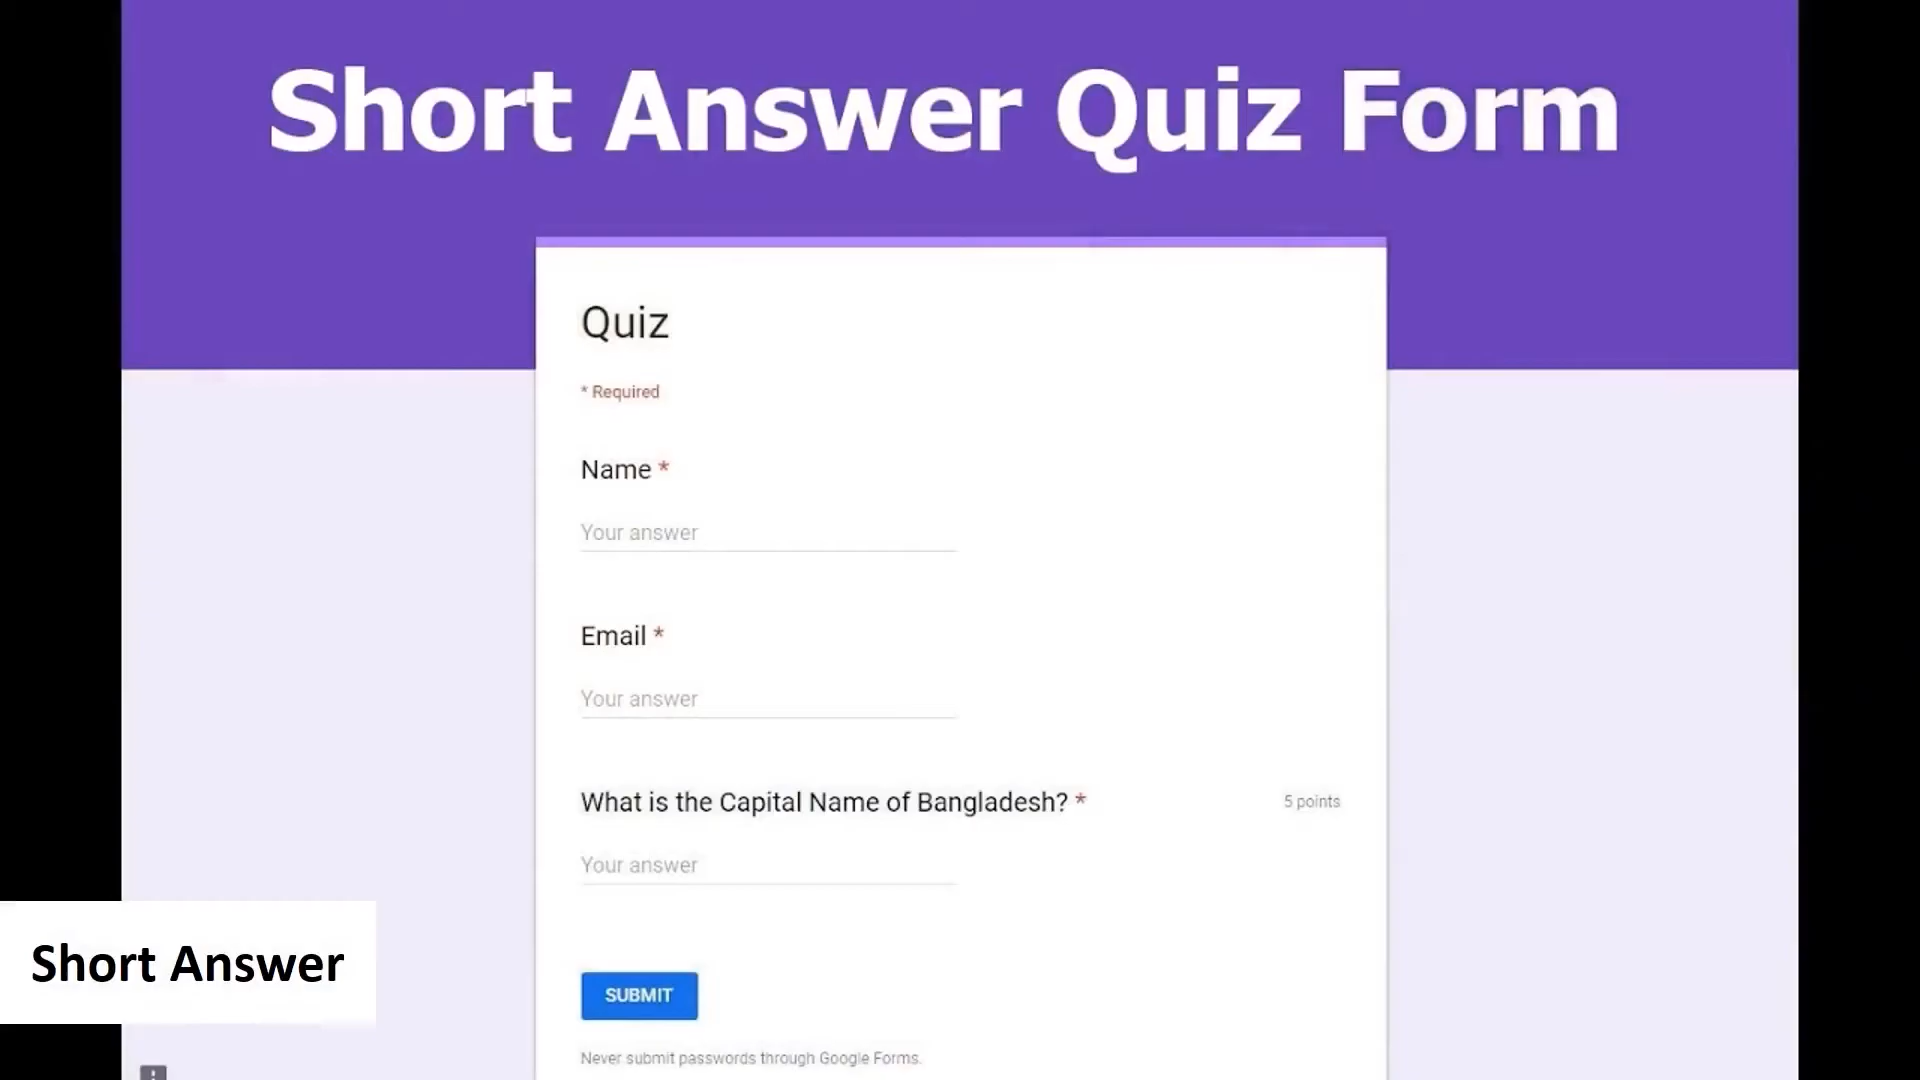 Short Answer Quiz Form
Quiz
* Required
Name *
Your answer
Email *
Your answer
What is the Capital Name of Bangladesh? *
5 points
Your answer
Short Answer
SUBMIT
Never submit passwords through Google Forms.